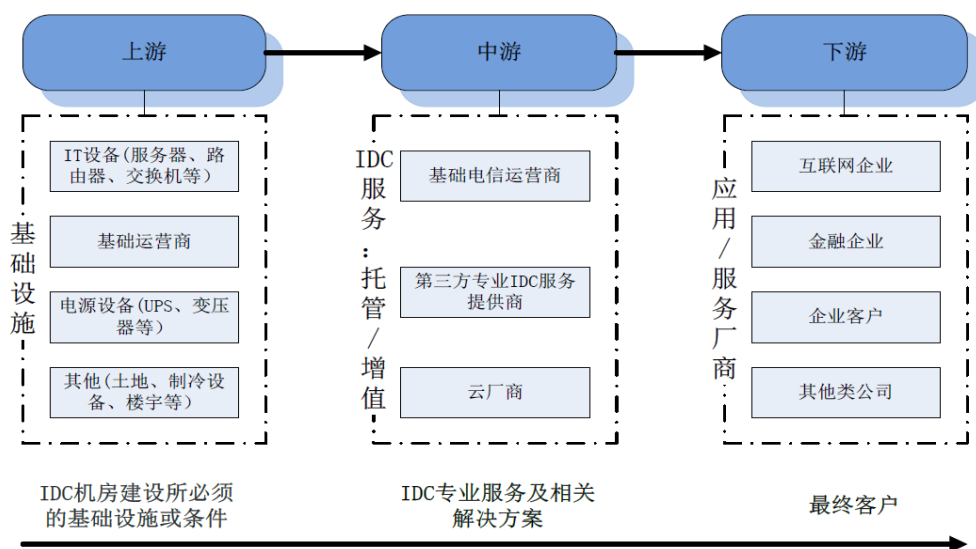 上游
中游
下游
基础设施
IT设备(服务器、路
由器、交换机等）
基础运营商
电源设备(UPS、变压
器等）
其他(土地、制冷设
备、楼宇等）
IDC服务：托管/增值
基础电信运营商
第三方专业IDC服务
提供商
云厂商
应用/服务厂商
互联网企业
金融企业
企业客户
其他类公司
IDC机房建设所必须
的基础设施或条件
IDC专业服务及相关
解决方案
最终客户